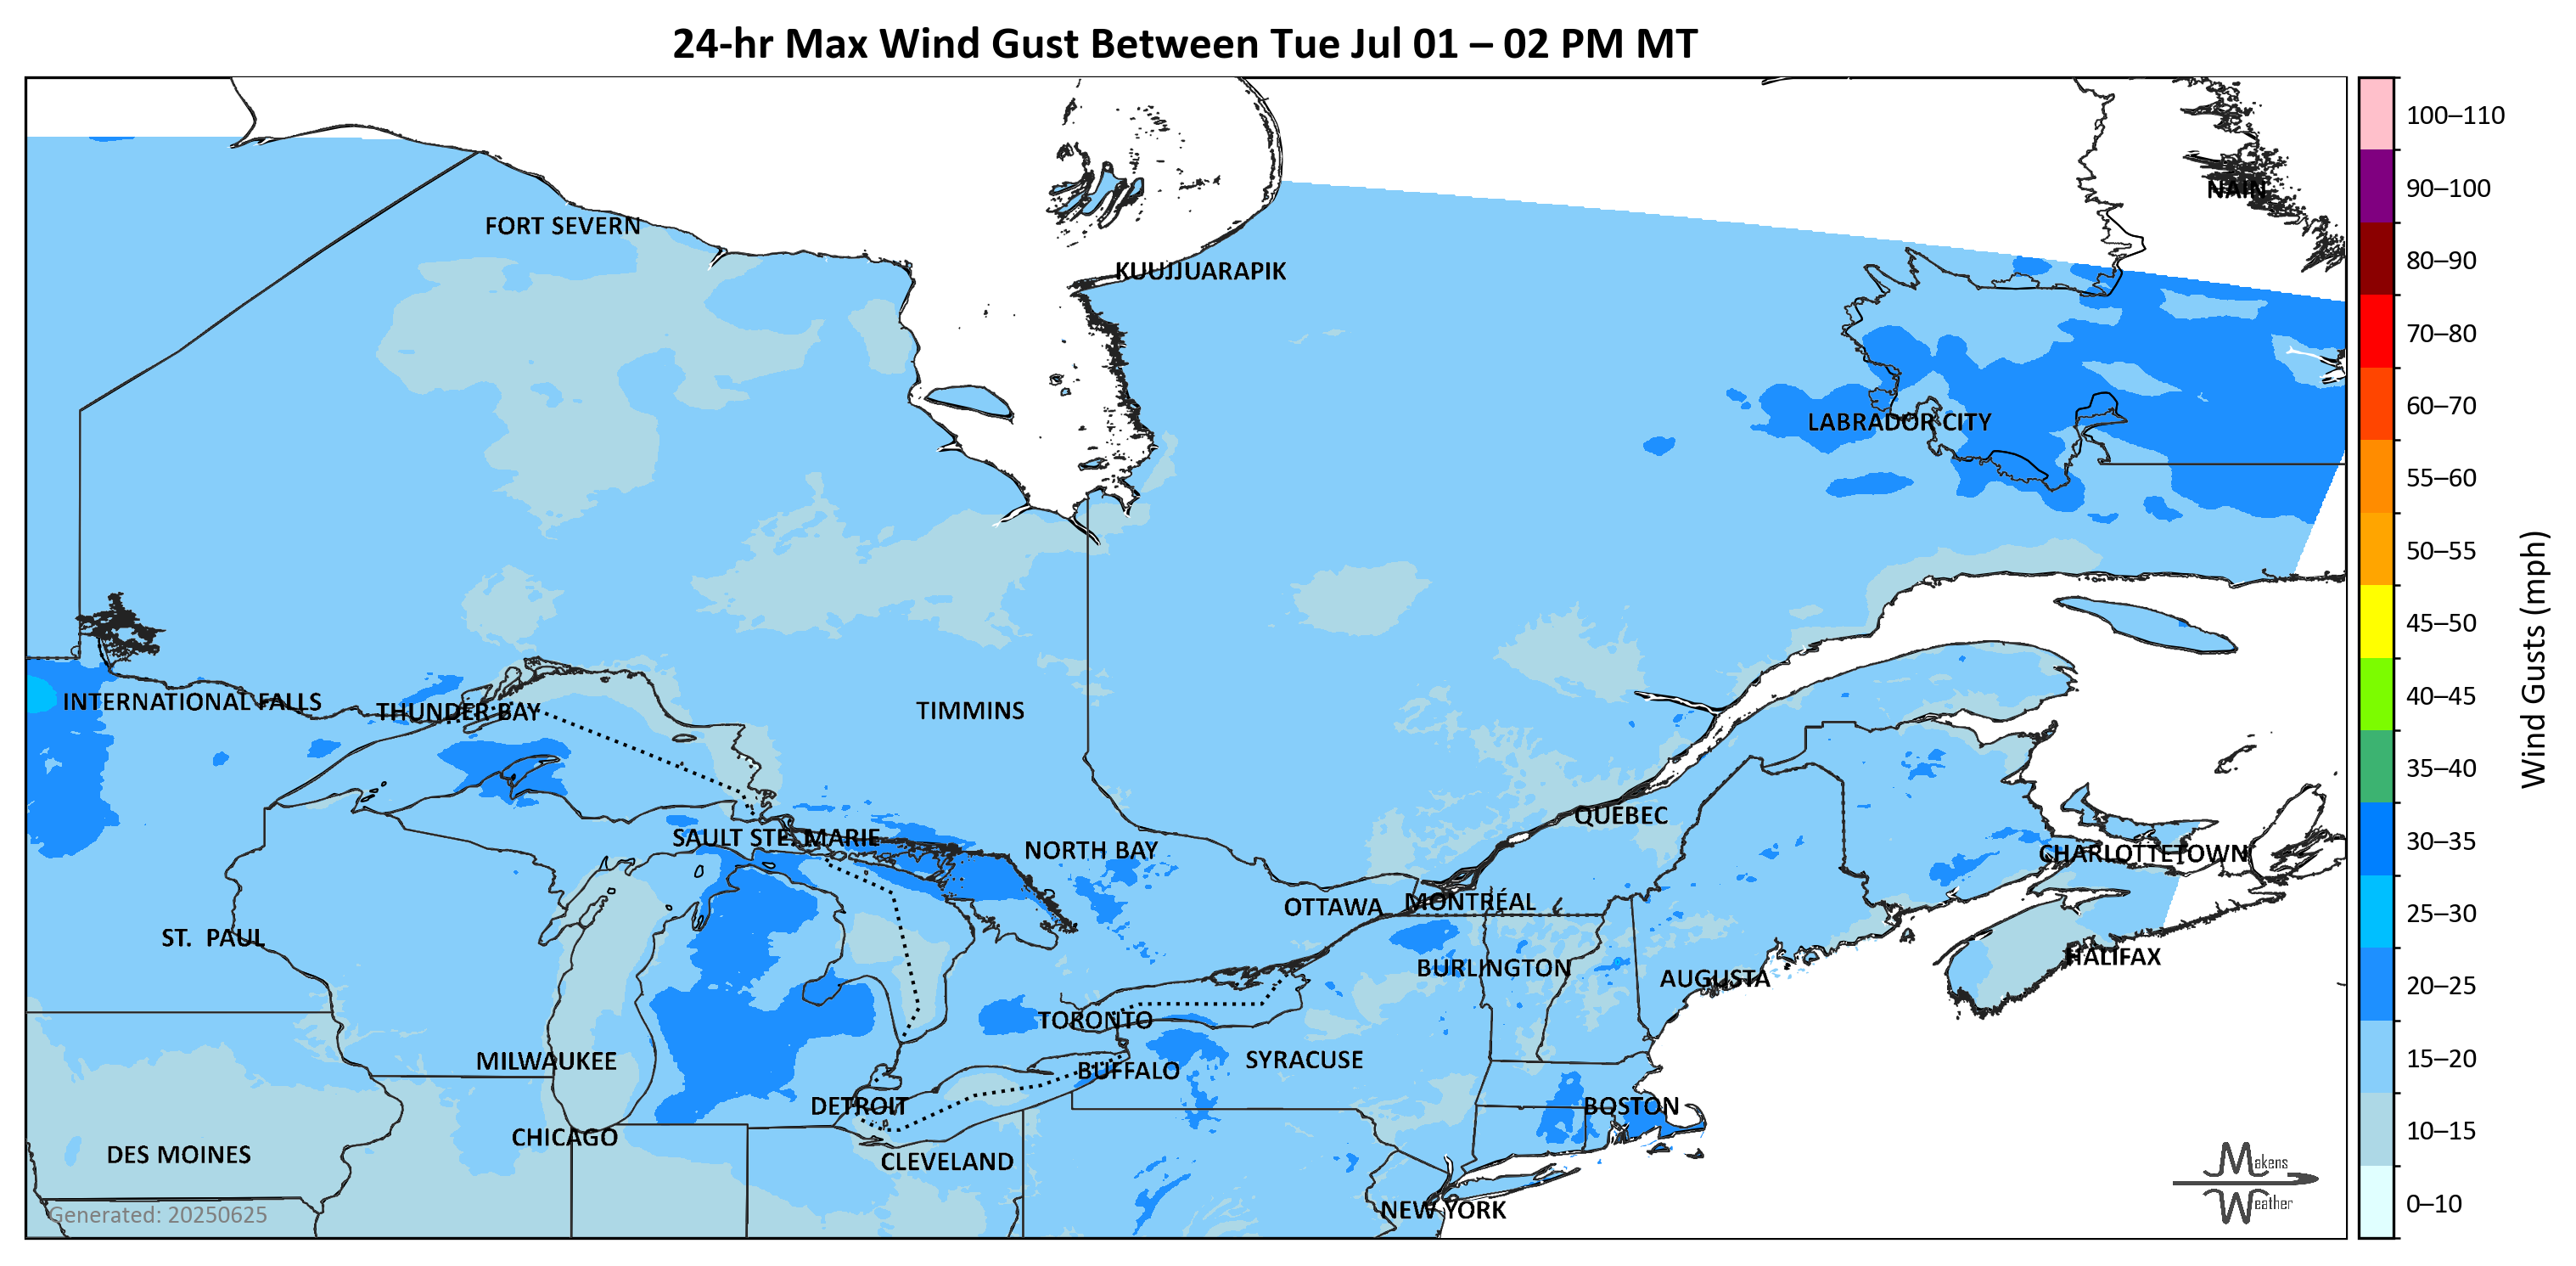 24-hr Max Wind Gust Between Tue Jul 01 – 02 PM MT
100–110
90–100
NAIN
FORT SEVERN
80–90
KUUJJUARAPIK
70–80
60–70
LABRADOR CITY
55–60
50–55
45–50
Wind Gusts (mph)
40–45
INTERNATIONAL FALLS
THUNDER BAY
TIMMINS
35–40
QUEBEC
SAULT STE. MARIE
NORTH BAY
30–35
CHARLOTTETOWN
OTTAWA
MONTRÉAL
25–30
ST. PAUL
HALIFAX
BURLINGTON
AUGUSTA
20–25
TORONTO
15–20
MILWAUKEE
SYRACUSE
BUFFALO
DETROIT
BOSTON
10–15
CHICAGO
DES MOINES
CLEVELAND
Makens
Weather
0–10
NEW YORK
Generated: 20250625